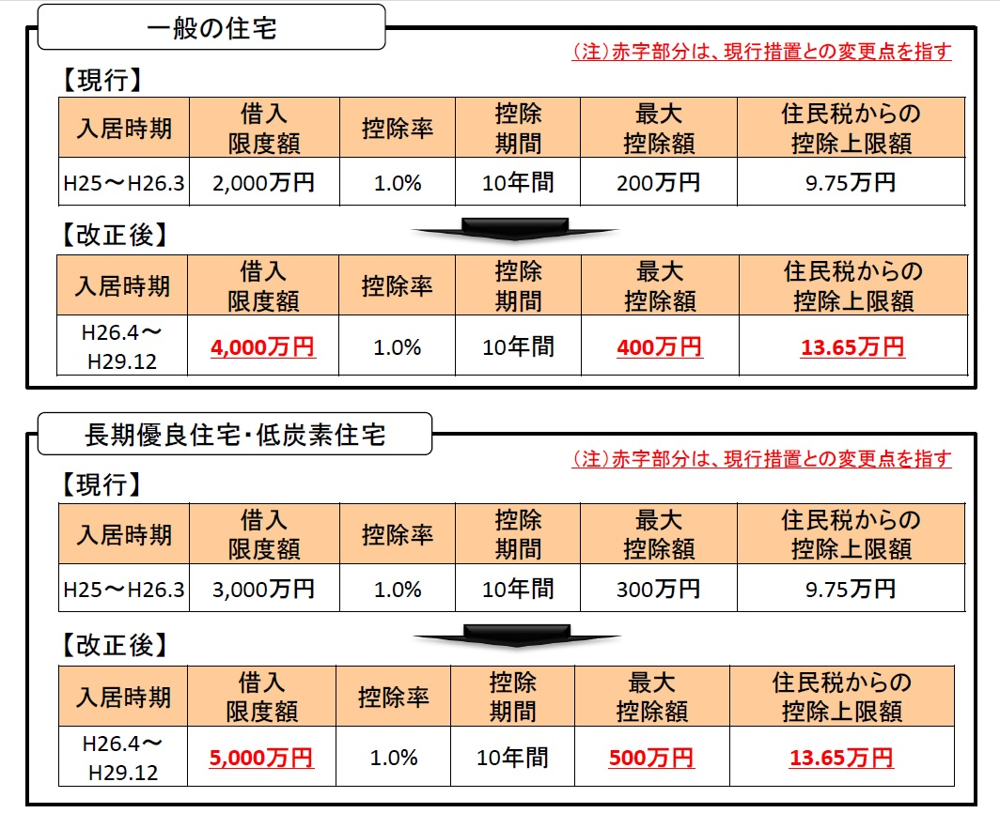 一般の住宅
（注）赤字部分は、現行措置との変更点を指す
【現行】
入居時期 借入限度額 控除率 控除期間 最大控除額 住民税からの控除上限額
H25～H26.3 2,000万円 1.0% 10年間 200万円 9.75万円
【改正後】
入居時期 借入限度額 控除率 控除期間 最大控除額 住民税からの控除上限額
H26.4～H29.12 4,000万円 1.0% 10年間 400万円 13.65万円
長期優良住宅・低炭素住宅
（注）赤字部分は、現行措置との変更点を指す
【現行】
入居時期 借入限度額 控除率 控除期間 最大控除額 住民税からの控除上限額
H25～H26.3 3,000万円 1.0% 10年間 300万円 9.75万円
【改正後】
入居時期 借入限度額 控除率 控除期間 最大控除額 住民税からの控除上限額
H26.4～H29.12 5,000万円 1.0% 10年間 500万円 13.65万円